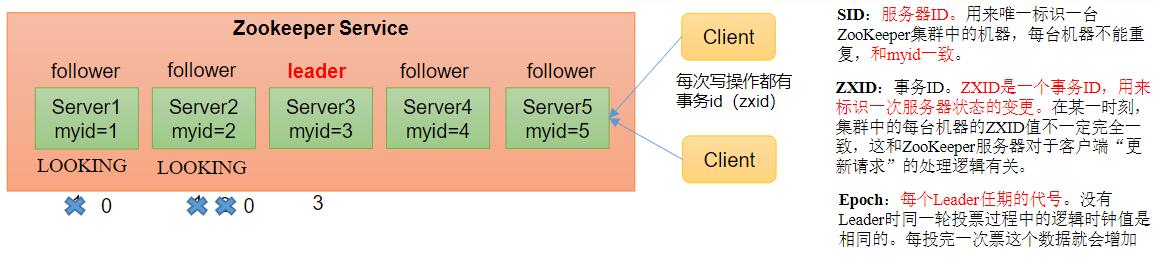 Zookeeper Service
follower
follower
leader
follower
follower
Server1
myid=1
Server2
myid=2
Server3
myid=3
Server4
myid=4
Server5
myid=5
LOOKING
LOOKING
0
0
3
Client
每次写操作都有
事务id（zxid）
Client
SID：服务器ID。用来唯一标识一台
ZooKeeper集群中的机器，每台机器不能重
复，和myid一致。
ZXID：事务ID。ZXID是一个事务ID，用来
标识一次服务器状态的变更。在某一时刻，
集群中的每台机器的ZXID值不一定完全一
致，这和ZooKeeper服务器对于客户端“更
新请求”的处理逻辑有关。
Epoch：每个Leader任期的代号。没有
Leader时同一轮投票过程中的逻辑时钟值是
相同的。每投完一次票这个数据就会增加